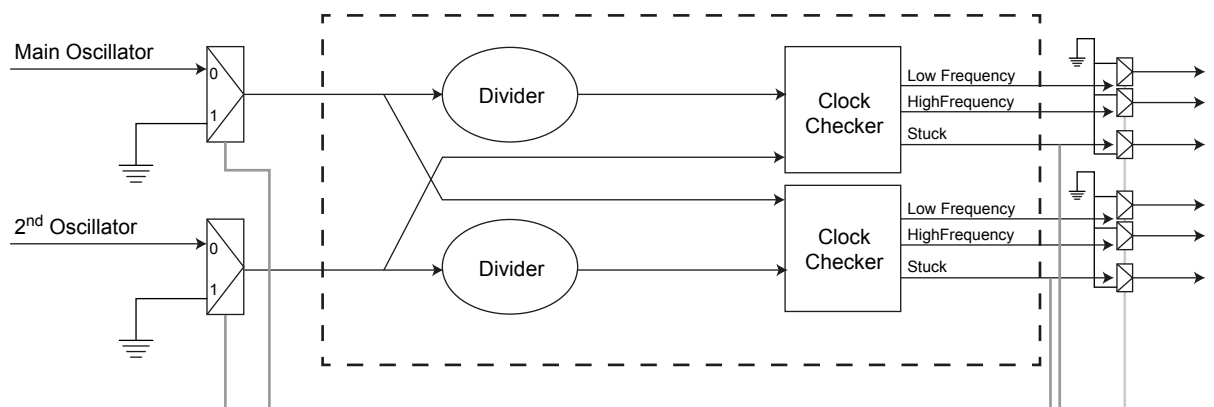 Main Oscillator
0
1
Divider
Clock
Checker
Low Frequency
HighFrequency
Stuck
2nd Oscillator
0
1
Divider
Clock
Checker
Low Frequency
HighFrequency
Stuck